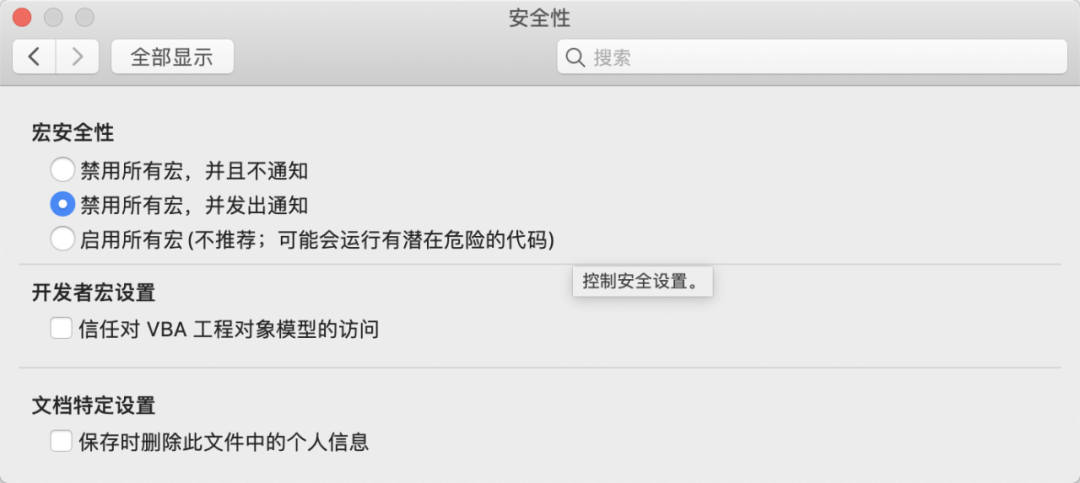 安全性
全部显示
搜索
宏安全性
禁用所有宏，并且不通知
禁用所有宏，并发出通知
启用所有宏(不推荐；可能会运行有潜在危险的代码)
控制安全设置。
开发者宏设置
信任对 VBA 工程对象模型的访问
文档特定设置
保存时删除此文件中的个人信息